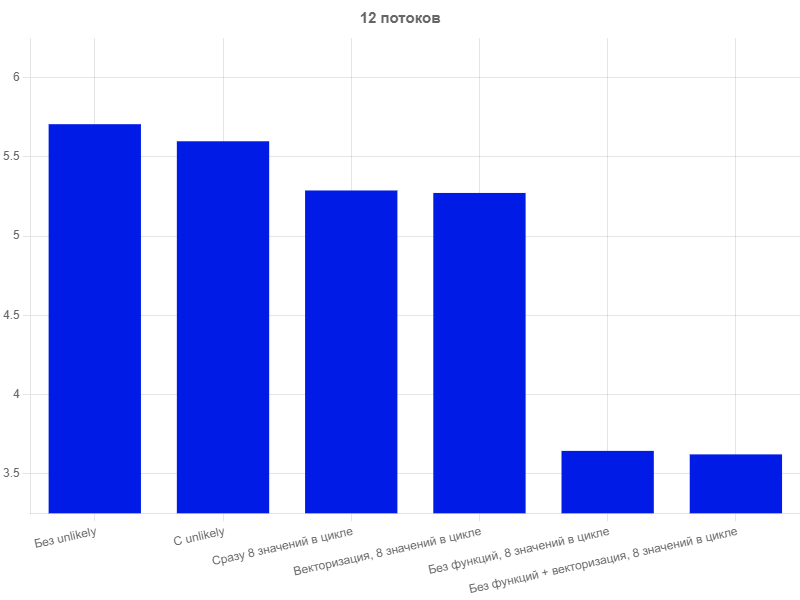 12 потоков
6
5.5
5
4.5
4
3.5
Без unlikely
С unlikely
Сразу 8 значений в цикле
Векторизация, 8 значений в цикле
Без функций, 8 значений в цикле
Без функций + векторизация, 8 значений в цикле